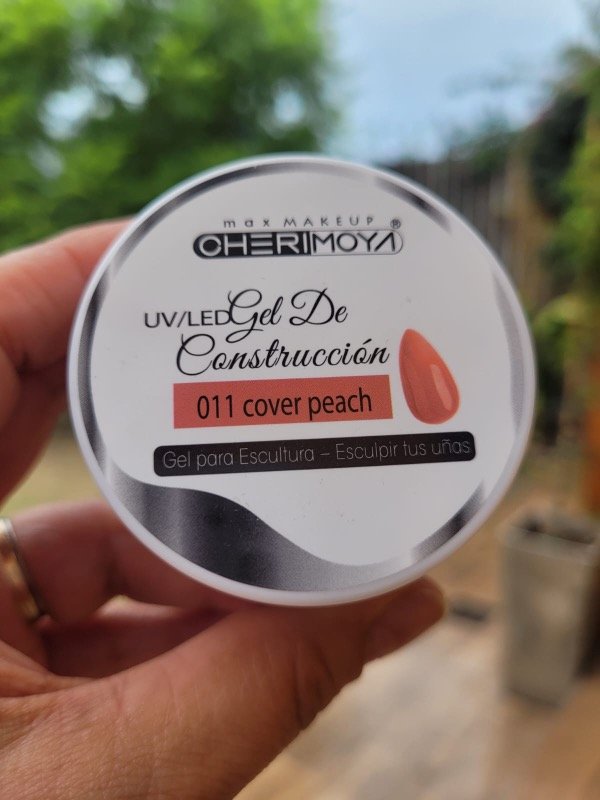 max MAKEUP
CHERIMOYA®
UV/LED Gel De
Construcción
011 cover peach
Gel para Escultura – Esculpir tus uñas